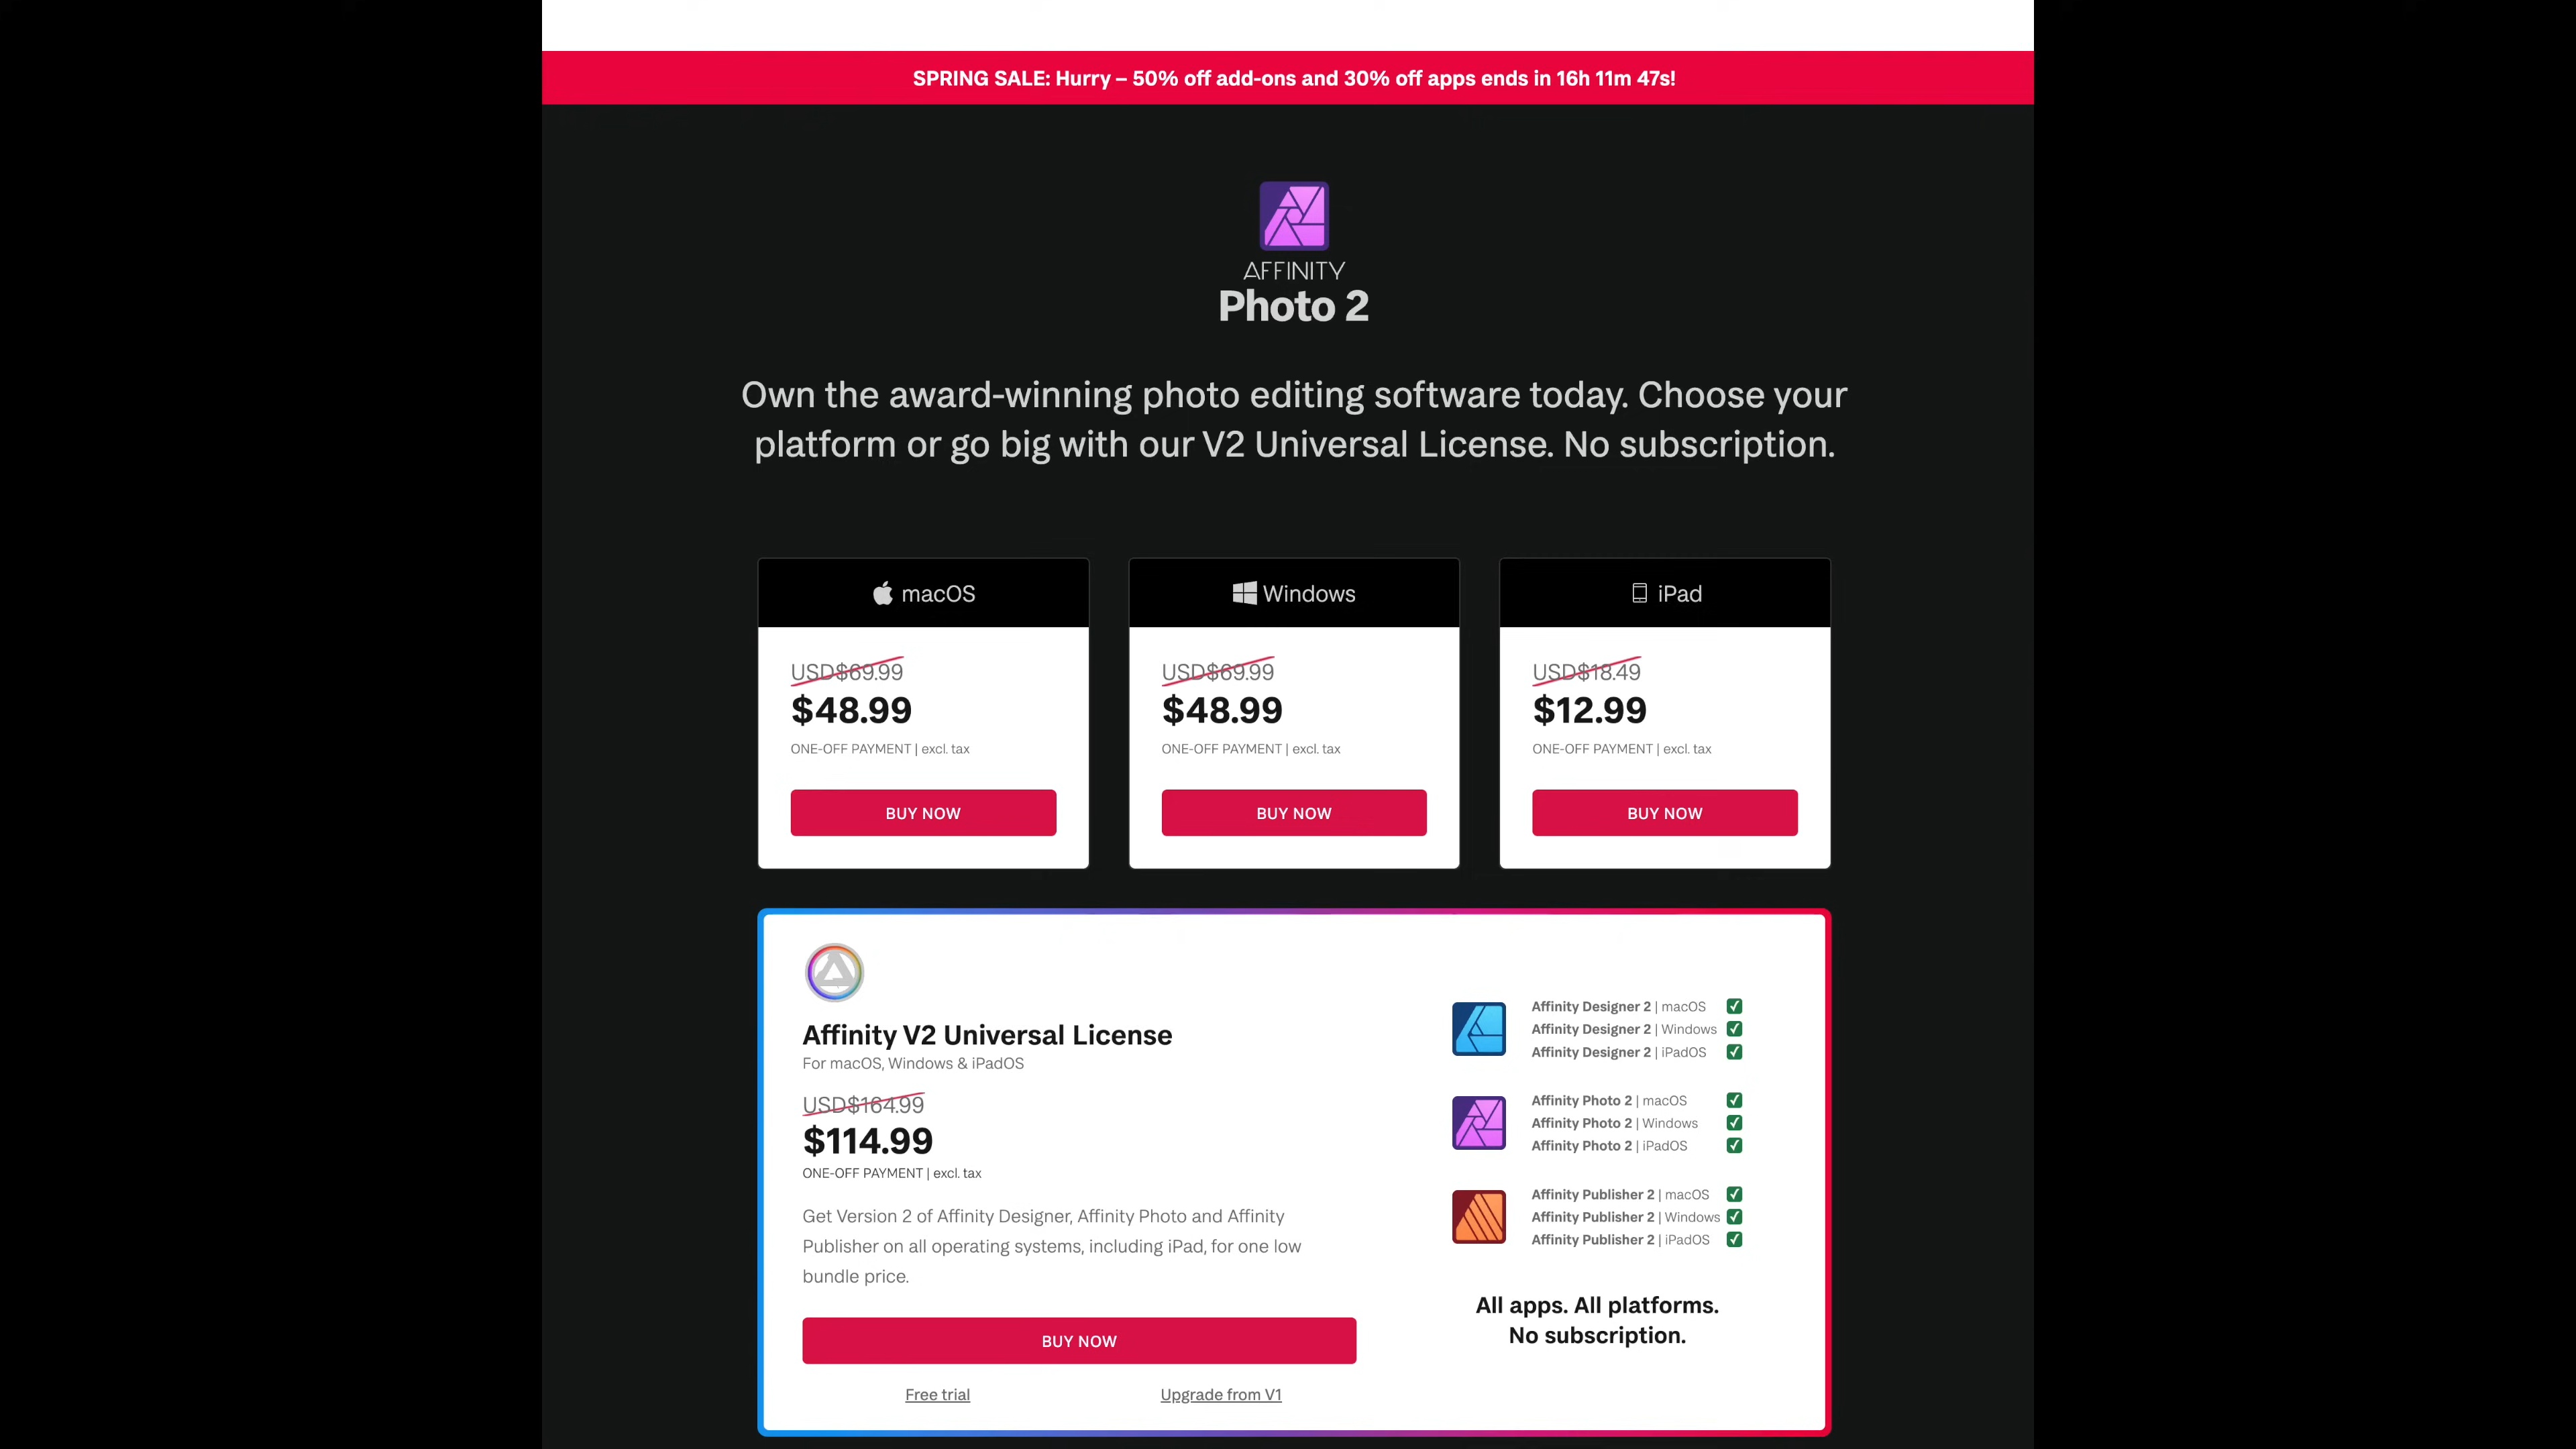 SPRING SALE: Hurry – 50% off add-ons and 30% off apps ends in 16h 11m 47s!
AFFINITY
Photo 2
Own the award-winning photo editing software today. Choose your
platform or go big with our V2 Universal License. No subscription.
macOS
USD$69.99
$48.99
ONE-OFF PAYMENT | excl. tax
BUY NOW
Windows
USD$69.99
$48.99
ONE-OFF PAYMENT | excl. tax
BUY NOW
iPad
USD$18.49
$12.99
ONE-OFF PAYMENT | excl. tax
BUY NOW
Affinity V2 Universal License
For macOS, Windows & iPadOS
USD$164.99
$114.99
ONE-OFF PAYMENT | excl. tax
Get Version 2 of Affinity Designer, Affinity Photo and Affinity
Publisher on all operating systems, including iPad, for one low
bundle price.
BUY NOW
Free trial
Upgrade from V1
Affinity Designer 2 | macOS
Affinity Designer 2 | Windows
Affinity Designer 2 | iPadOS
Affinity Photo 2 | macOS
Affinity Photo 2 | Windows
Affinity Photo 2 | iPadOS
Affinity Publisher 2 | macOS
Affinity Publisher 2 | Windows
Affinity Publisher 2 | iPadOS
All apps. All platforms.
No subscription.